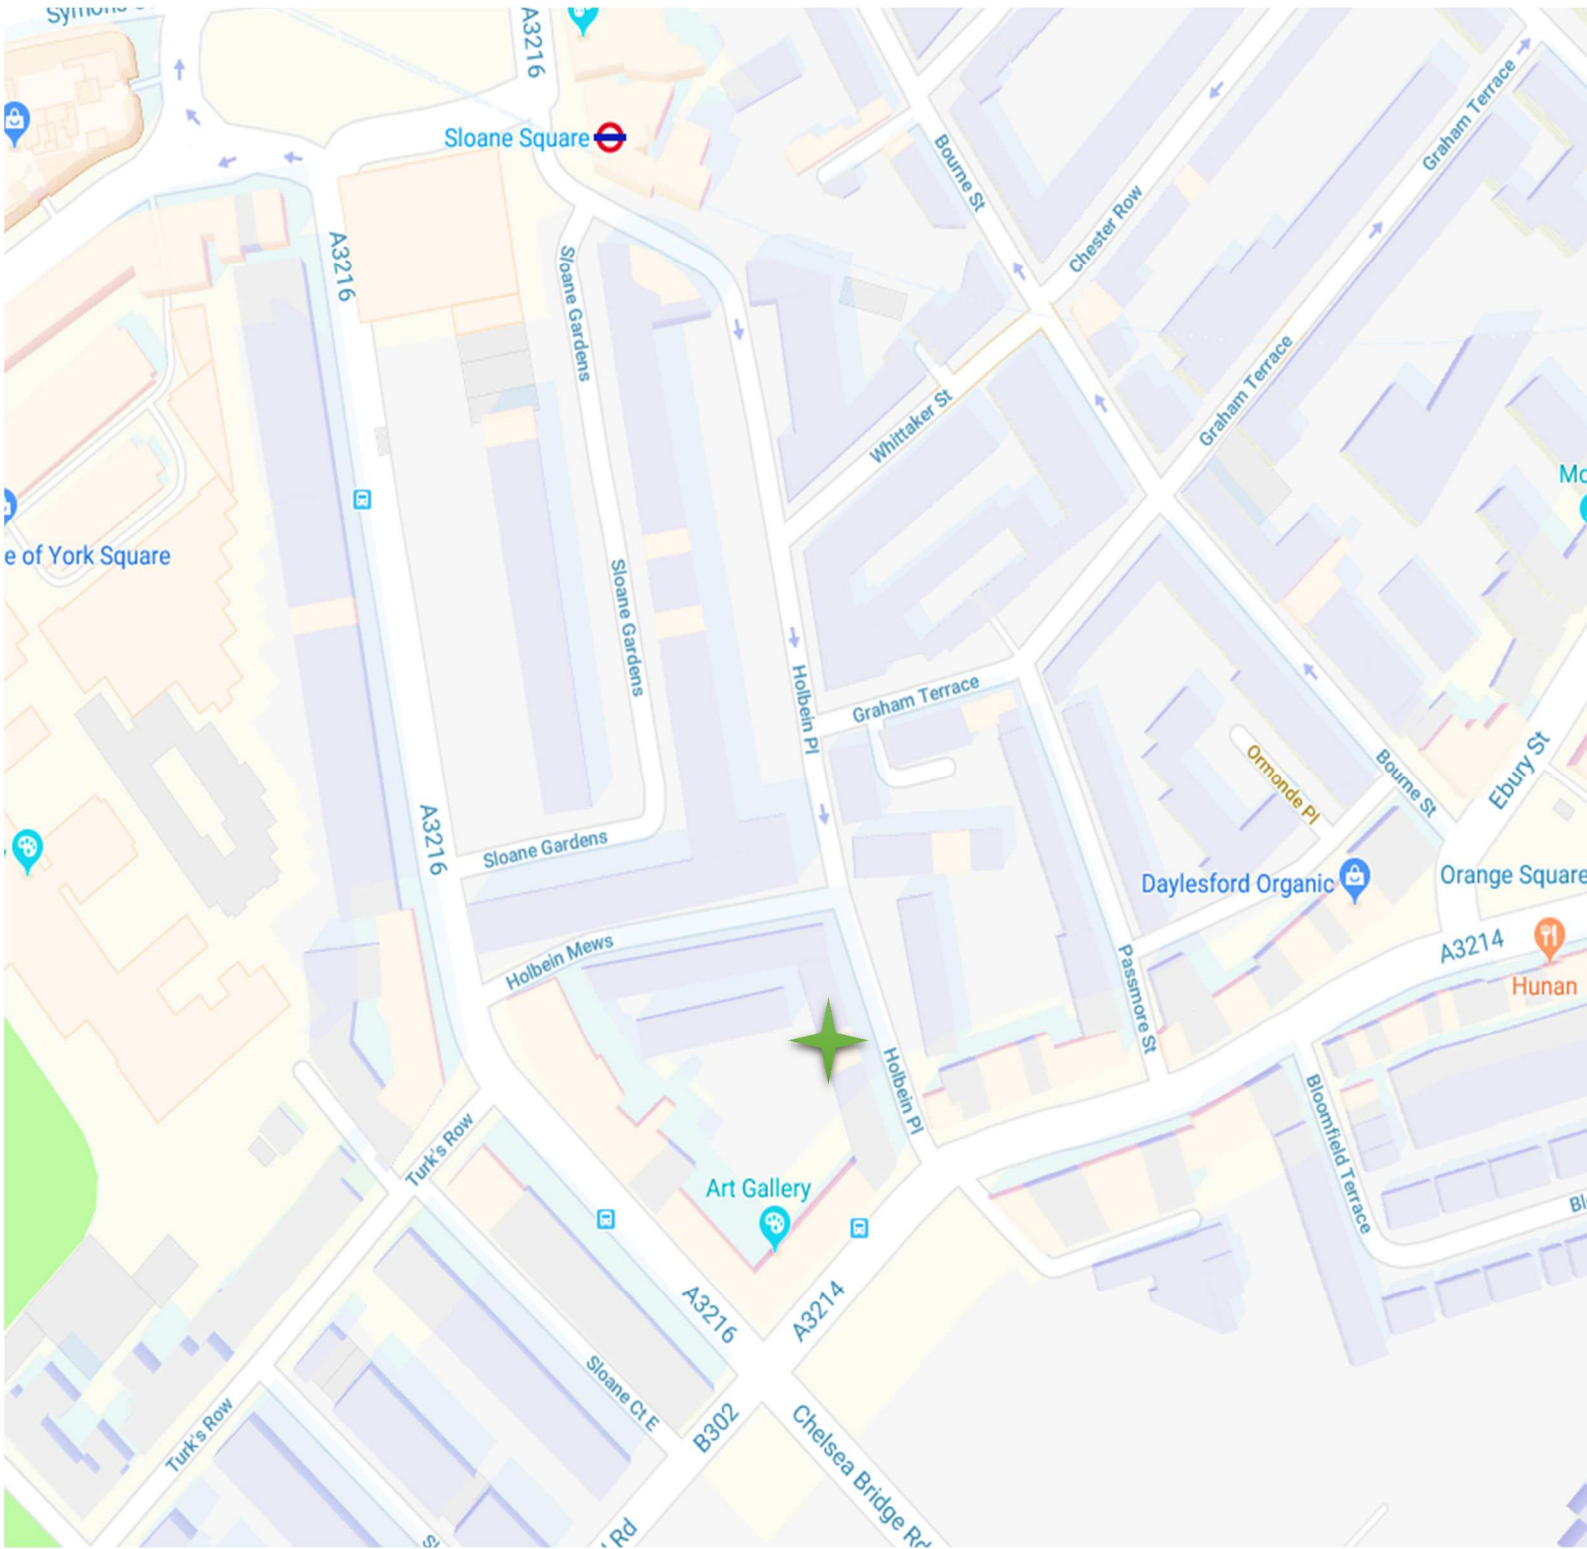 A3216
Sloane Square
Bourne St
Graham Terrace
Chester Row
A3216
Sloane Gardens
Graham Terrace
Whittaker St
e of York Square
Sloane Gardens
Holbein Pl
Graham Terrace
Ormonde Pl
Bourne St
Ebury St
A3216
Sloane Gardens
Daylesford Organic
Orange Square
Holbein Mews
A3214
Hunan
Passmore St
Holbein Pl
Bloomfield Terrace
Turk's Row
Art Gallery
A3216
A3214
Sloane Ct E
Turk's Row
B302
Chelsea Bridge Rd
Rd